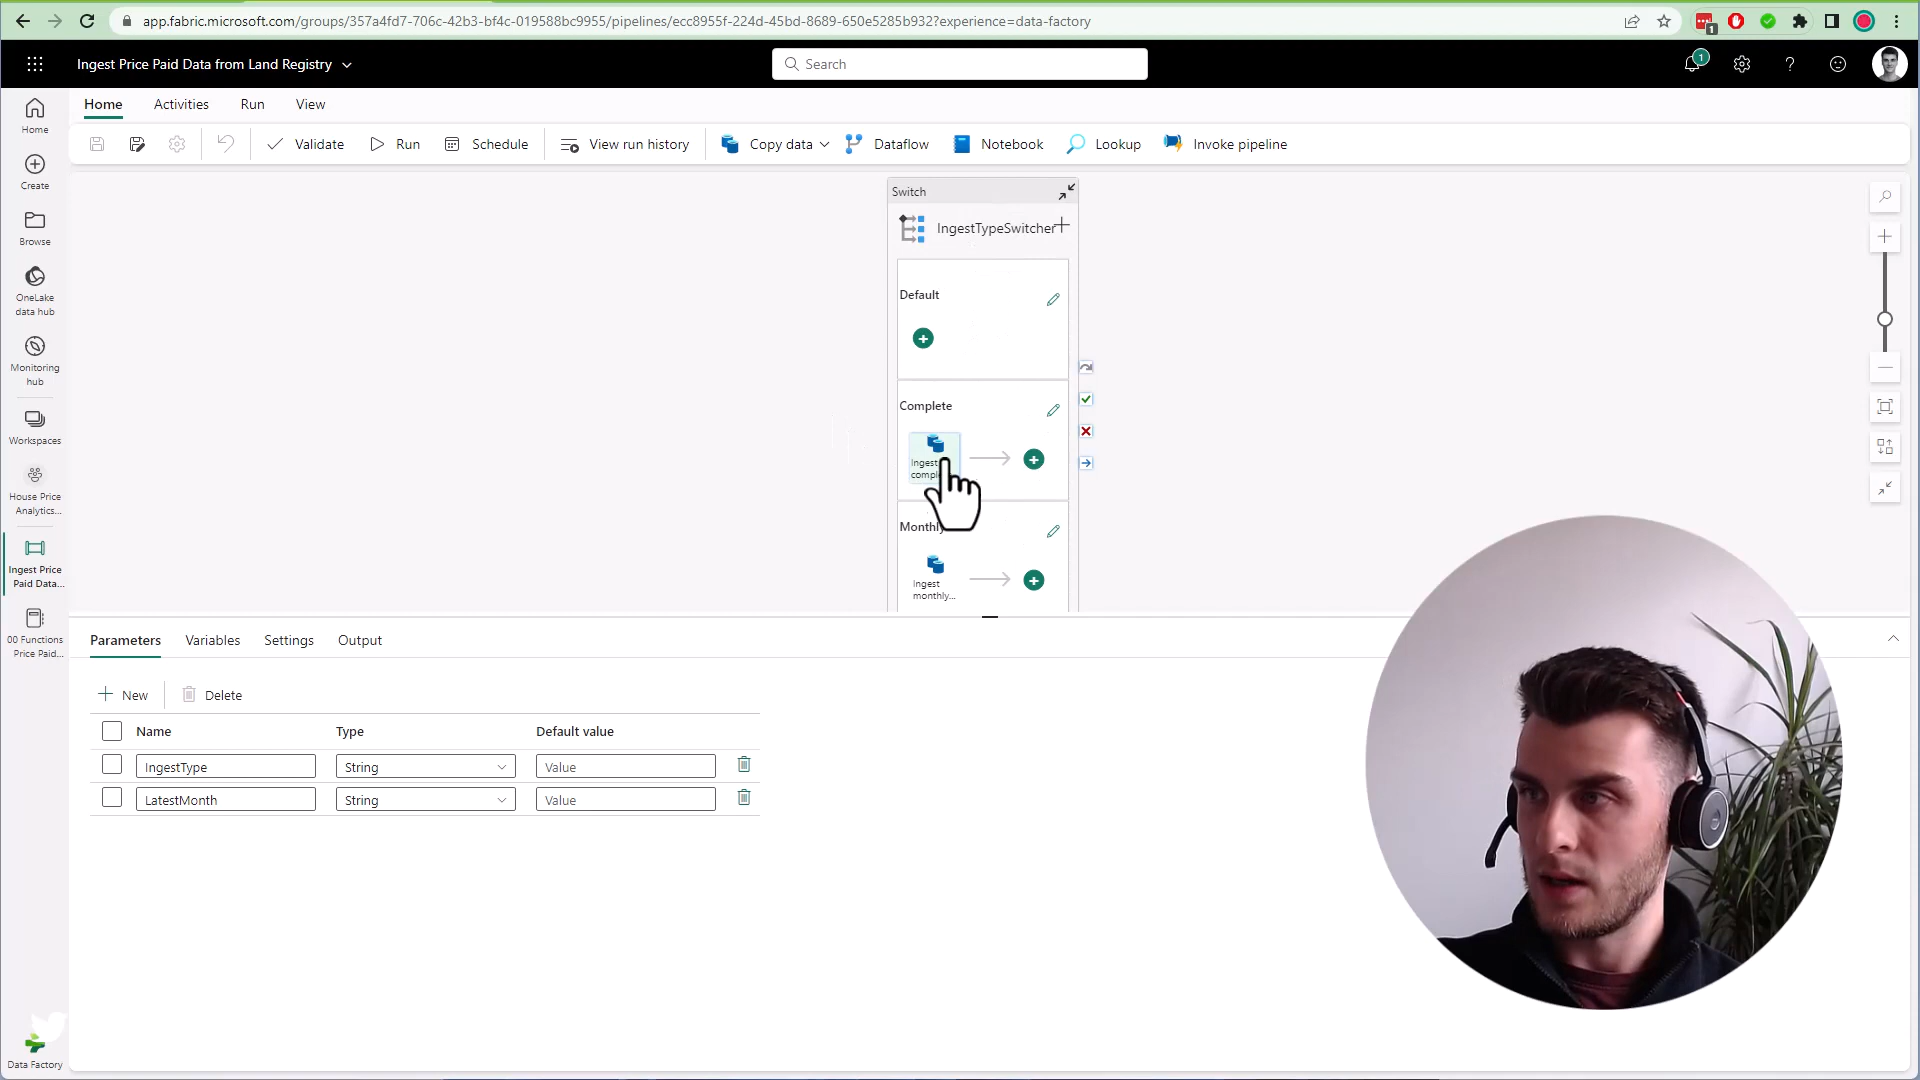 app.fabric.microsoft.com/groups/357a4fd7-706c-42b3-bf4c-019588bc9955/pipelines/ecc8955f-224d-45bd-8689-650e5285b932?experience=data-factory
1
Ingest Price Paid Data from Land Registry
Search
1
Home
Activities
Run
View
Validate
Run
Schedule
View run history
Copy data
Dataflow
Notebook
Lookup
Invoke pipeline
Home
Create
Browse
OneLake
data hub
Monitoring
hub
Workspaces
House Price
Analytics...
Ingest Price
Paid Data...
00 Functions
Price Paid...
Data Factory
Switch
IngestTypeSwitcher
Default
Complete
Ingest
Monthly
Ingest
monthly...
Parameters
Variables
Settings
Output
New
Delete
Name
Type
Default value
IngestType
String
Value
LatestMonth
String
Value